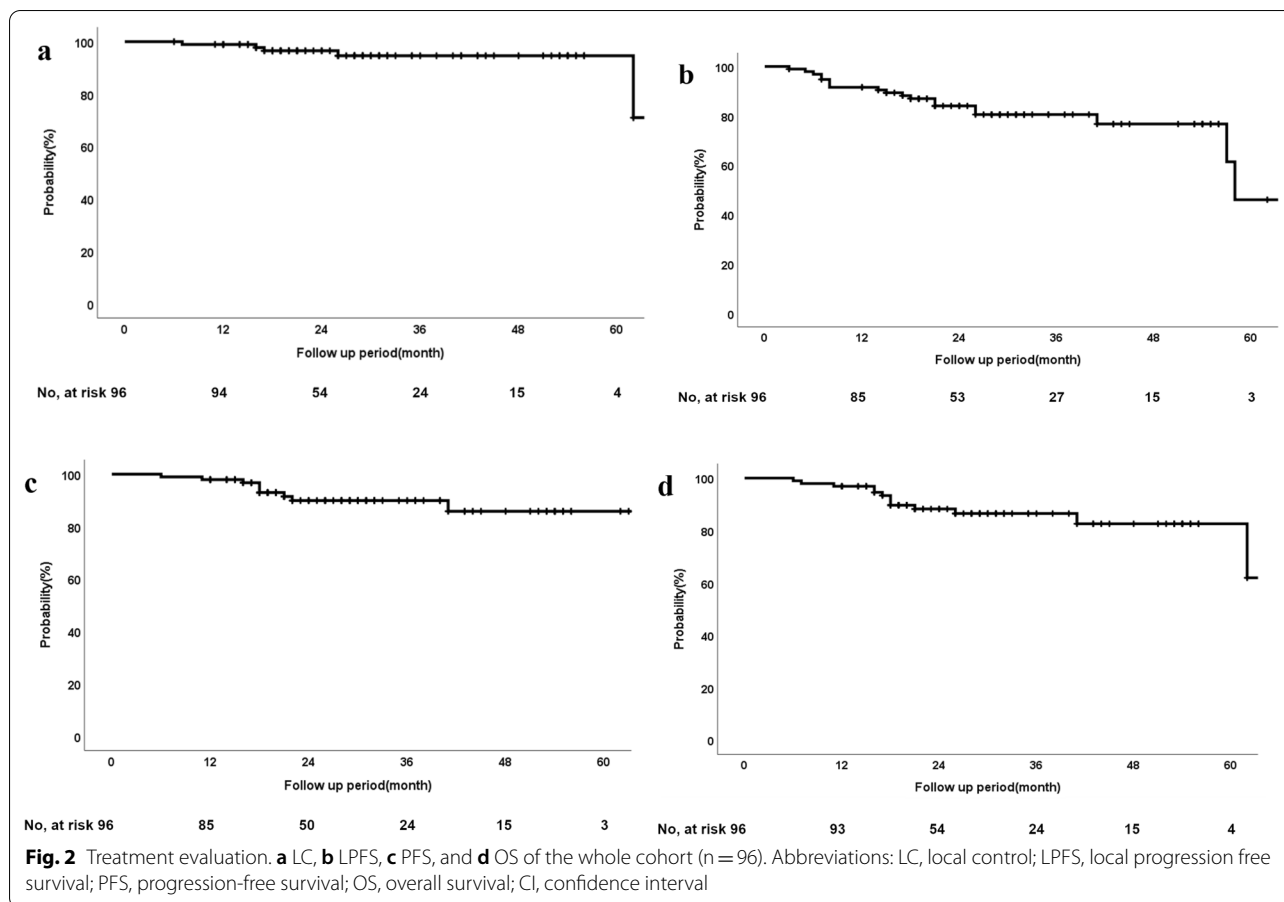 a
100
80
60
40
20
0
Probability(%)
0 12 24 36 48 60
Follow up period(month)
No, at risk 96 94 54 24 15 4
b
100
80
60
40
20
0
Probability(%)
0 12 24 36 48 60
Follow up period(month)
No, at risk 96 85 53 27 15 3
c
100
80
60
40
20
0
Probability(%)
0 12 24 36 48 60
Follow up period(month)
No, at risk 96 85 50 24 15 3
d
100
80
60
40
20
0
Probability(%)
0 12 24 36 48 60
Follow up period(month)
No, at risk 96 93 54 24 15 4
Fig. 2 Treatment evaluation. a LC, b LPFS, c PFS, and d OS of the whole cohort (n = 96). Abbreviations: LC, local control; LPFS, local progression free
survival; PFS, progression-free survival; OS, overall survival; CI, confidence interval